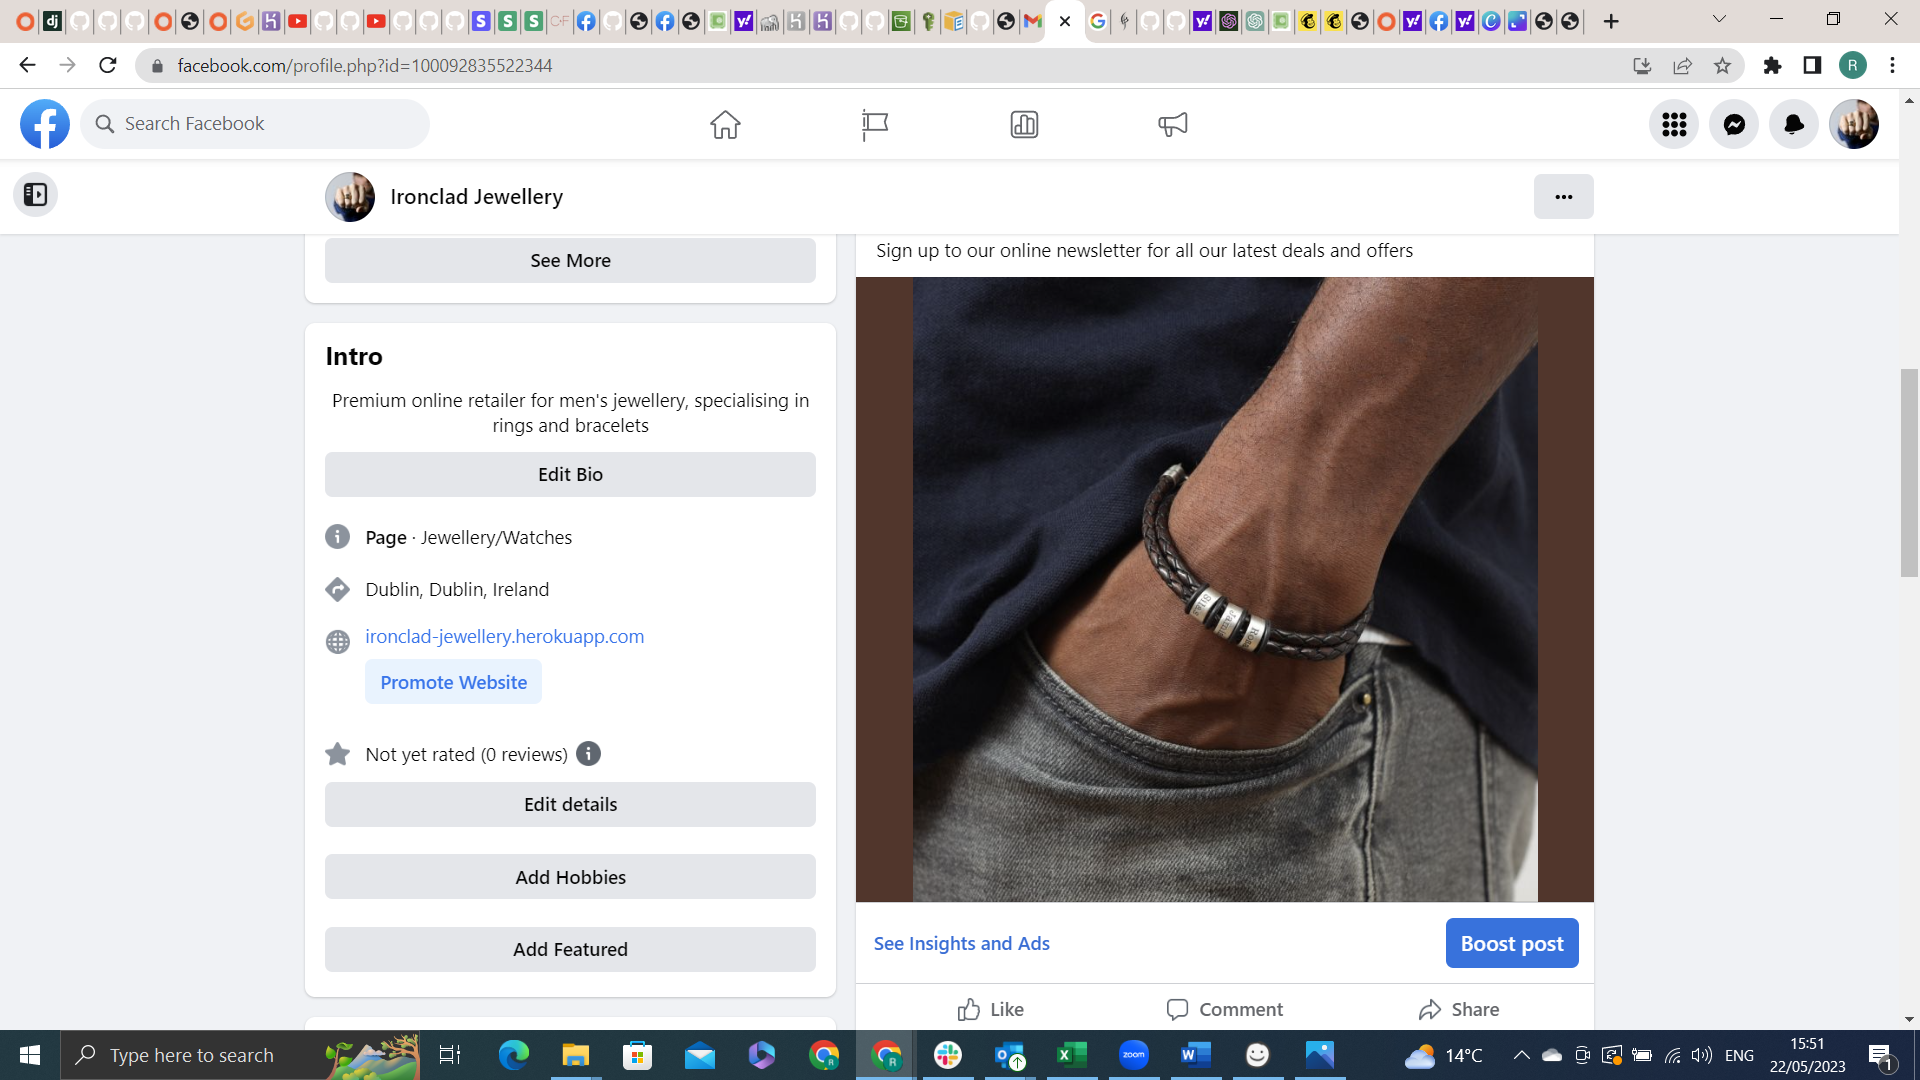 facebook.com/profile.php?id=100092835522344
R
Search Facebook
Ironclad Jewellery
See More
Sign up to our online newsletter for all our latest deals and offers
Intro
Premium online retailer for men's jewellery, specialising in
rings and bracelets
Edit Bio
Page · Jewellery/Watches
Dublin, Dublin, Ireland
ironclad-jewellery.herokuapp.com
Promote Website
Not yet rated (0 reviews)
Edit details
Add Hobbies
Add Featured
See Insights and Ads
Boost post
Like
Comment
Share
Type here to search
zoom
14°C
ENG
15:51
22/05/2023
1